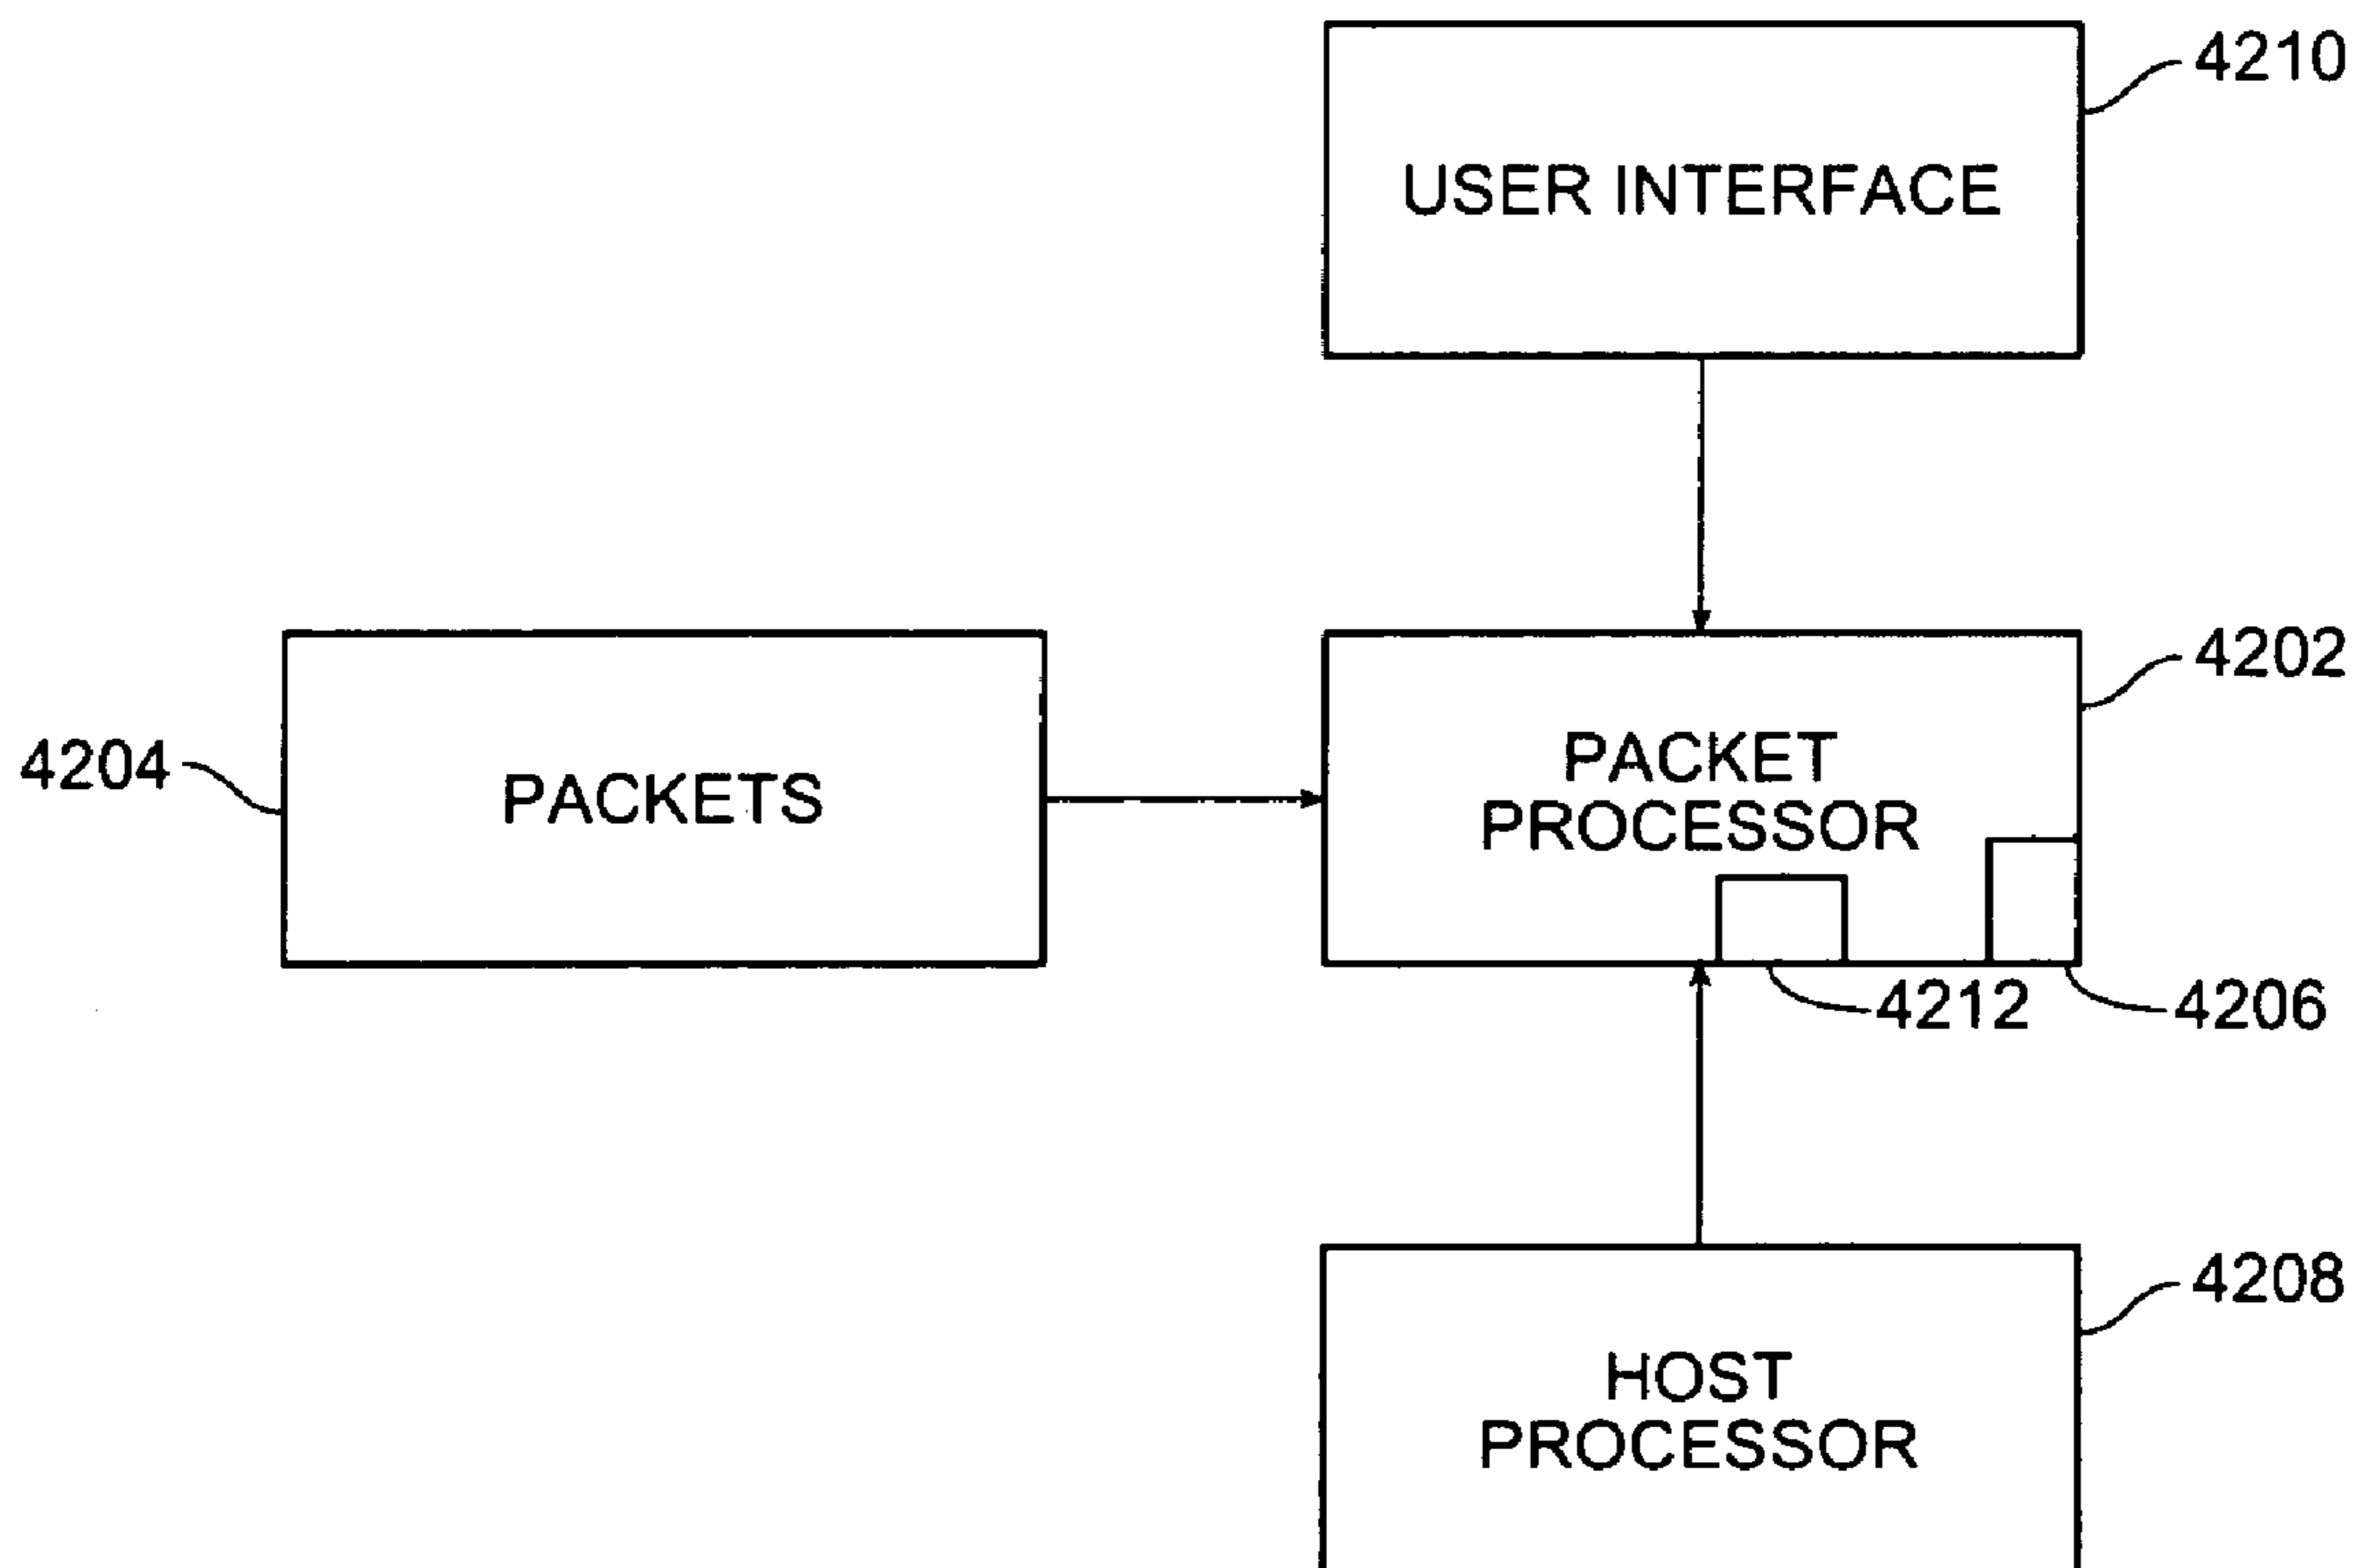 4210
USER INTERFACE
4202
PACKET
PROCESSOR
4204
PACKETS
4212
4206
4208
HOST
PROCESSOR